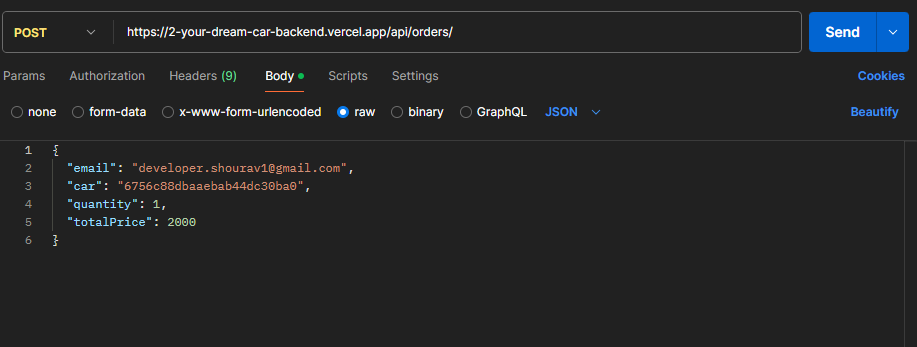 POST https://2-your-dream-car-backend.vercel.app/api/orders/ Send
Params Authorization Headers (9) Body Scripts Settings Cookies
none form-data x-www-form-urlencoded raw binary GraphQL JSON Beautify
1 {
2 "email": "developer.shourav1@gmail.com",
3 "car": "6756c88dbaaebab44dc30ba0",
4 "quantity": 1,
5 "totalPrice": 2000
6 }